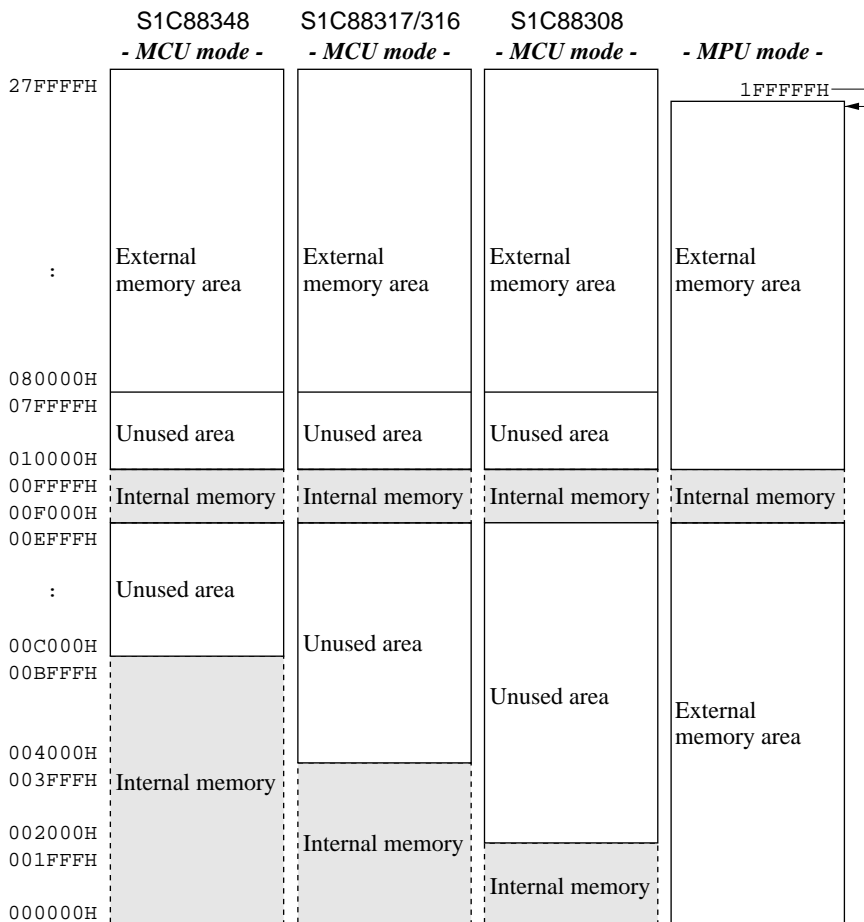 S1C88348 S1C88317/316 S1C88308
- MCU mode - - MCU mode - - MCU mode - - MPU mode -
27FFFFH
1FFFFFH
External memory area External memory area External memory area External memory area
:
080000H
07FFFFH
Unused area Unused area Unused area
010000H
00FFFFH
Internal memory Internal memory Internal memory Internal memory
00F000H
00EFFFH
Unused area
:
00C000H
Unused area
00BFFFH
Unused area
External
memory area
004000H
003FFFH
Internal memory
002000H
Internal memory
001FFFH
Internal memory
000000H